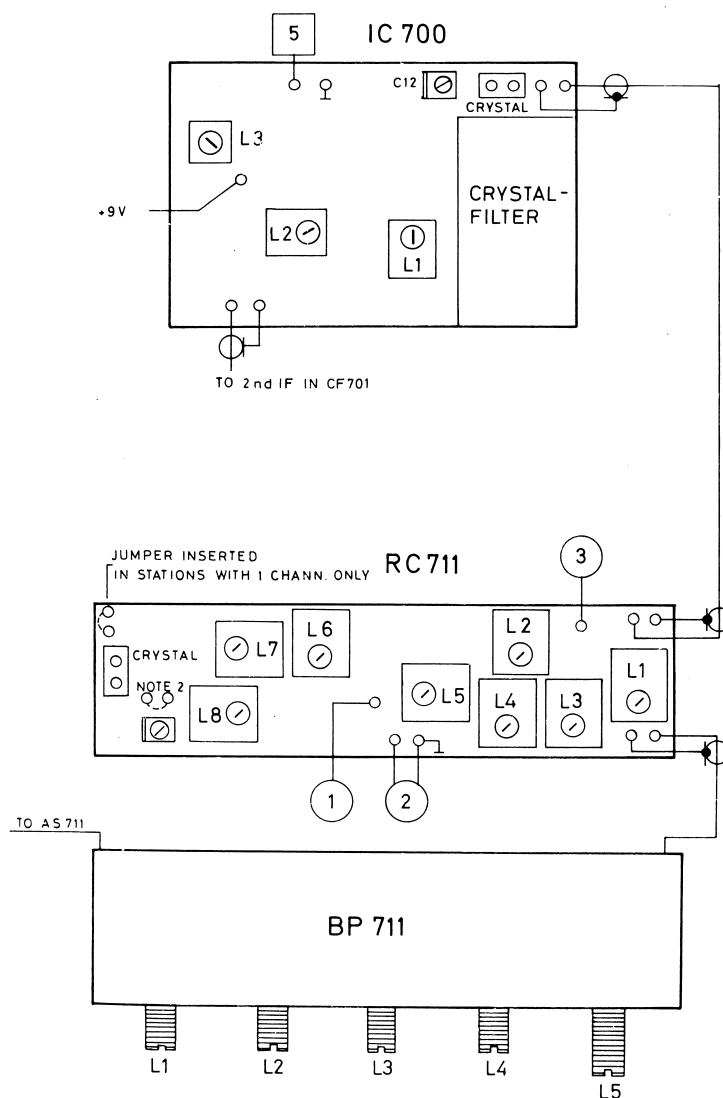 5
IC 700
C12
CRYSTAL
L3
CRYSTAL-
FILTER
+9V
L2
L1
TO 2nd IF IN CF701
JUMPER INSERTED
IN STATIONS WITH 1 CHANN. ONLY
RC711
3
L6
L2
CRYSTAL
L7
L1
NOTE 2
L5
L4
L3
L8
1
2
TO AS711
BP 711
L1
L2
L3
L4
L5